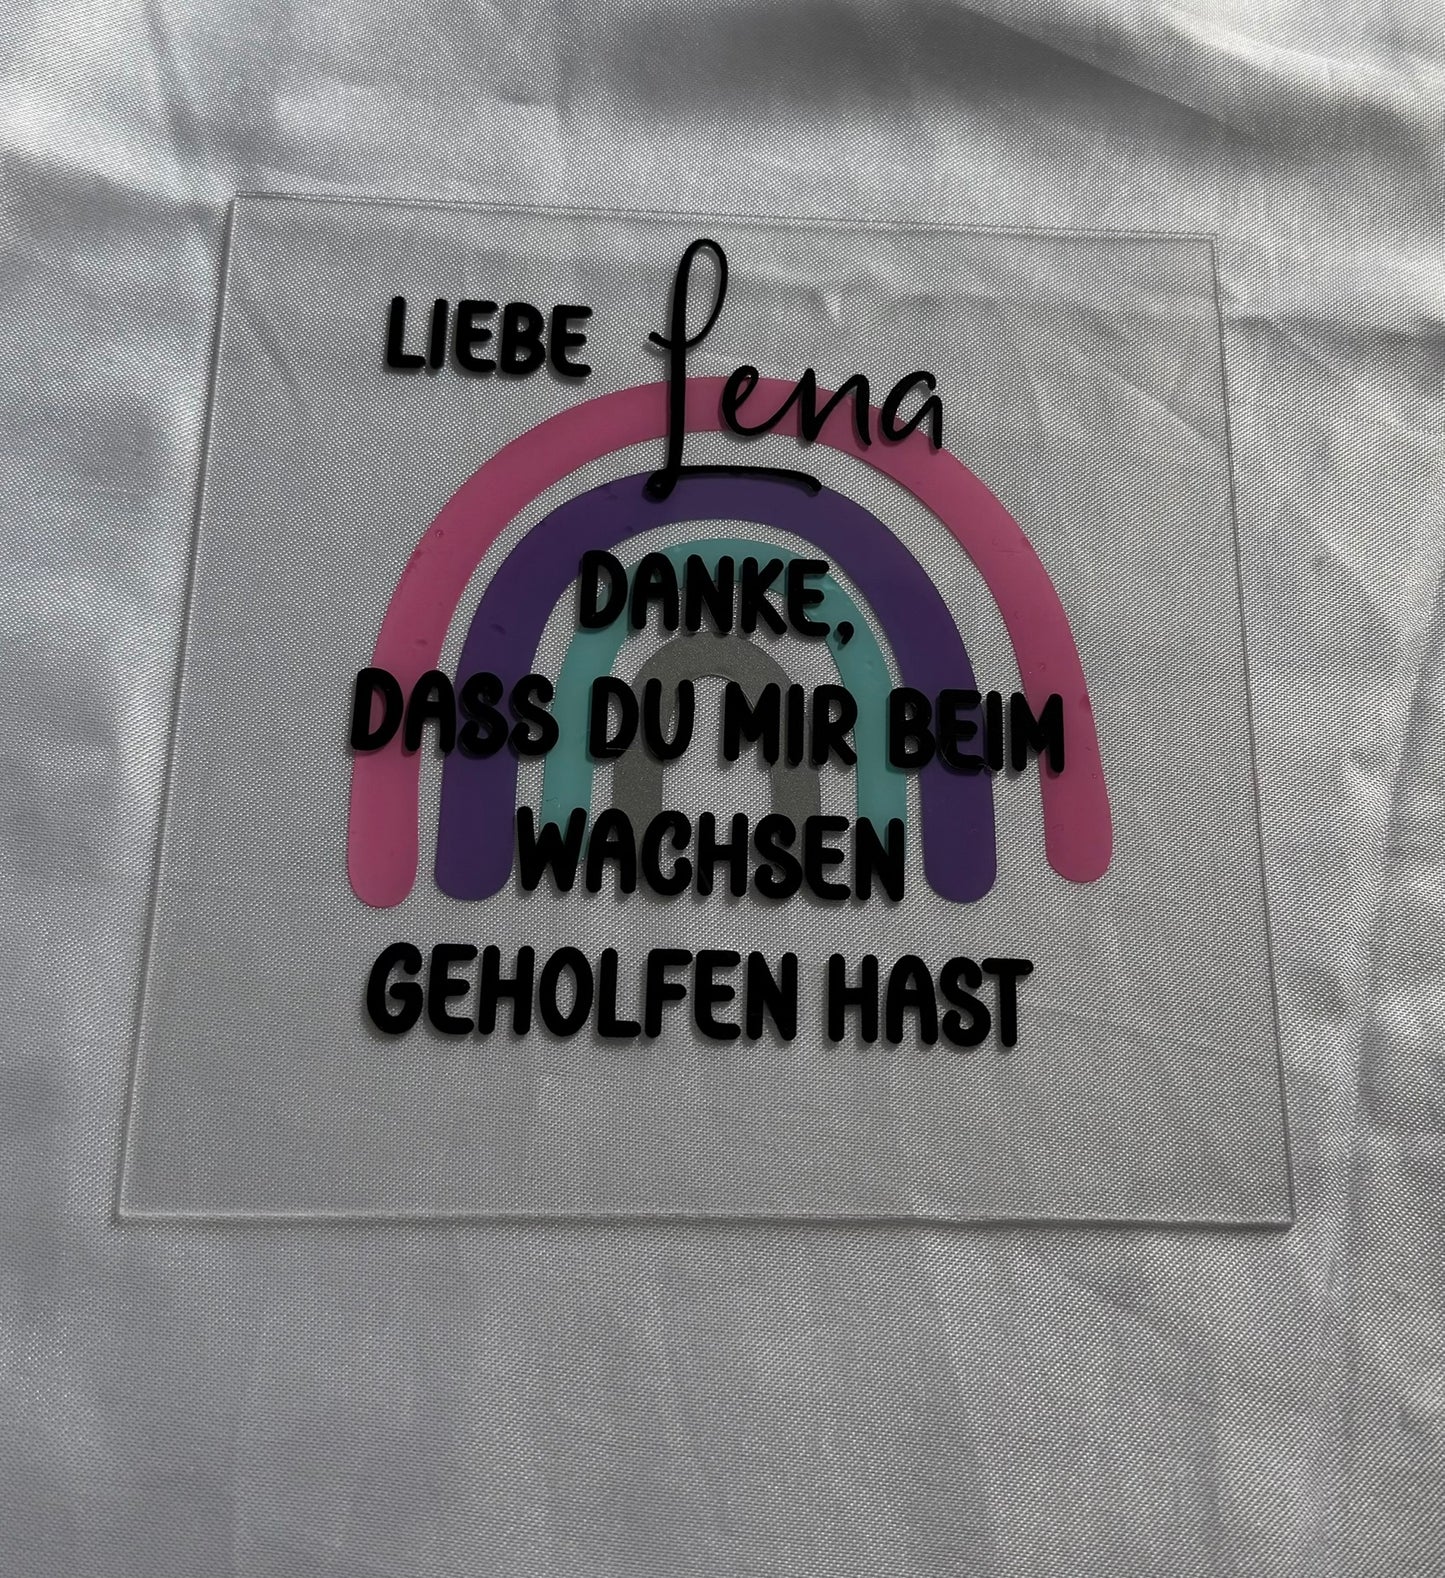 LIEBE Lena
DANKE,
DASS DU MIR BEIM
WACHSEN
GEHOLFEN HAST